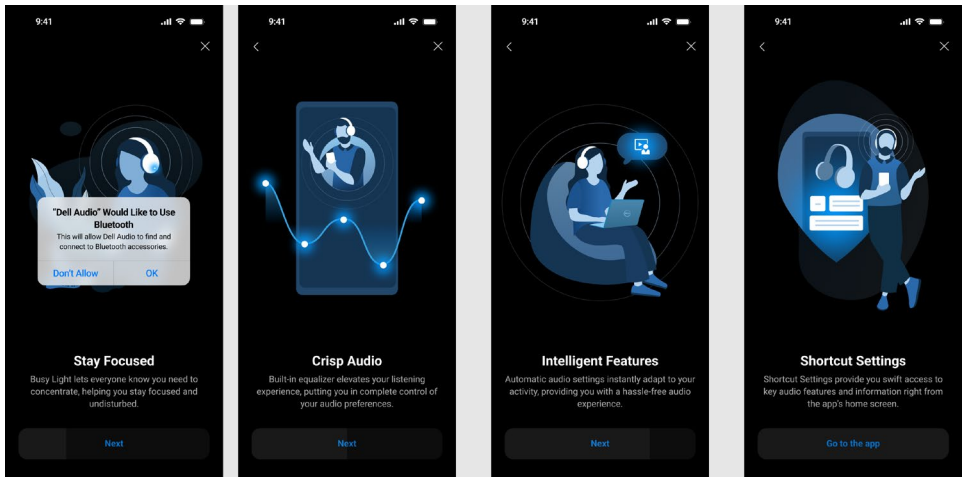 9:41
Stay Focused
Busy Light lets everyone know you need to
concentrate, helping you stay focused and
undisturbed.
Next
"Dell Audio" Would Like to Use
Bluetooth
This will allow Dell Audio to find and
connect to Bluetooth accessories.
Don't Allow
OK
9:41
Crisp Audio
Built-in equalizer elevates your listening
experience, putting you in complete control of
your audio preferences.
Next
9:41
Intelligent Features
Automatic audio settings instantly adapt to your
activity, providing you with a hassle-free audio
experience.
Next
9:41
Shortcut Settings
Shortcut Settings provide you swift access to
key audio features and information right from
the app's home screen.
Go to the app